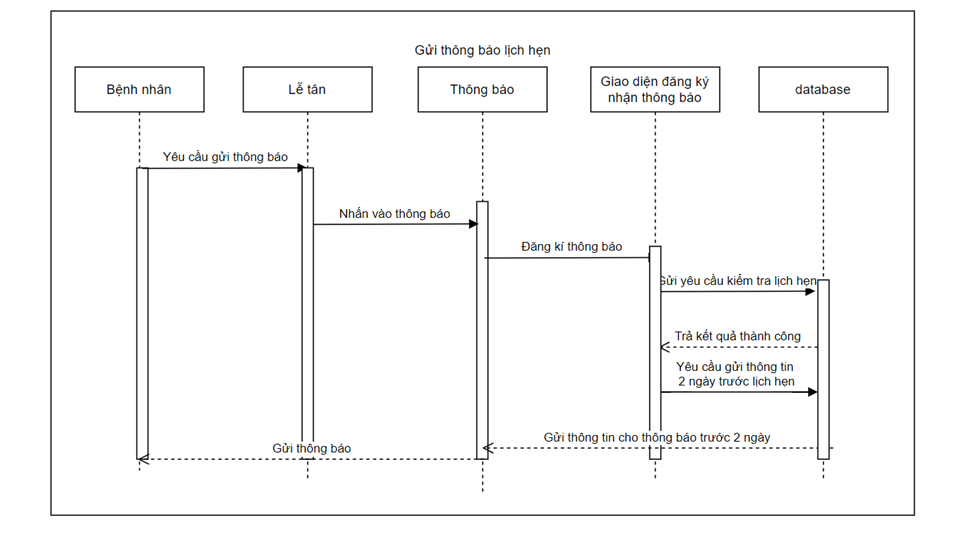 Gửi thông báo lịch hẹn
Bệnh nhân
Lễ tân
Thông báo
Giao diện đăng ký
nhận thông báo
database
Yêu cầu gửi thông báo
Nhấn vào thông báo
Đăng kí thông báo
Gửi yêu cầu kiểm tra lịch hẹn
Trả kết quả thành công
Yêu cầu gửi thông tin
2 ngày trước lịch hẹn
Gửi thông tin cho thông báo trước 2 ngày
Gửi thông báo